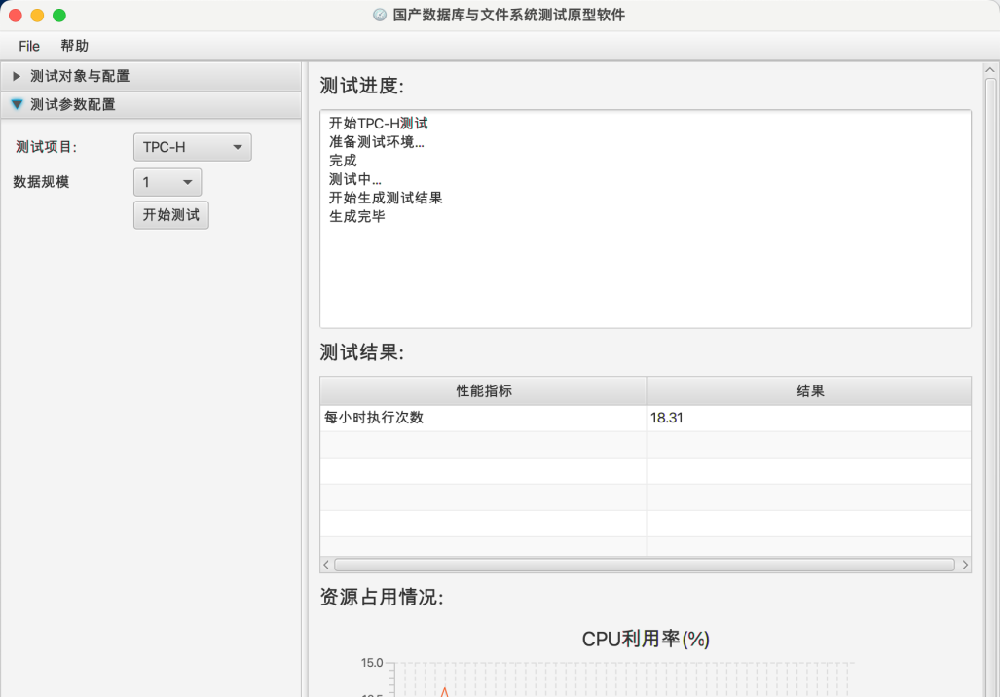 国产数据库与文件系统测试原型软件
File 帮助
测试对象与配置
测试参数配置
测试项目:
TPC-H
数据规模
1
开始测试
测试进度:
开始TPC-H测试
准备测试环境...
完成
测试中...
开始生成测试结果
生成完毕
测试结果:
性能指标 结果
每小时执行次数 18.31
资源占用情况:
CPU利用率(%)
15.0